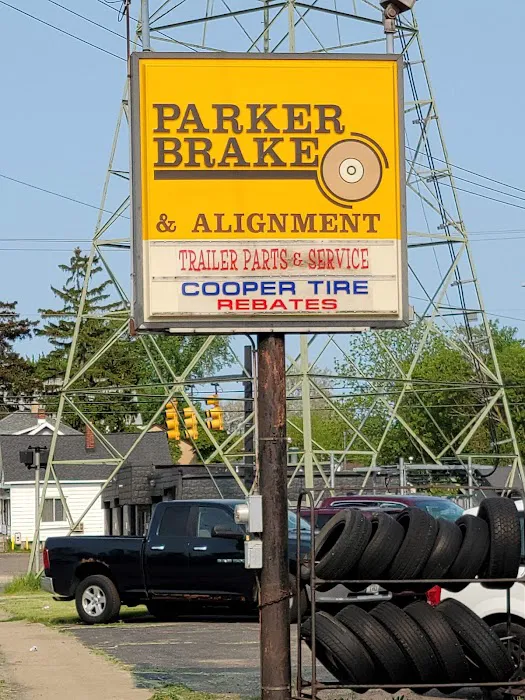 PARKER
BRAKE
& ALIGNMENT
TRAILER PARTS & SERVICE
COOPER TIRE
REBATES